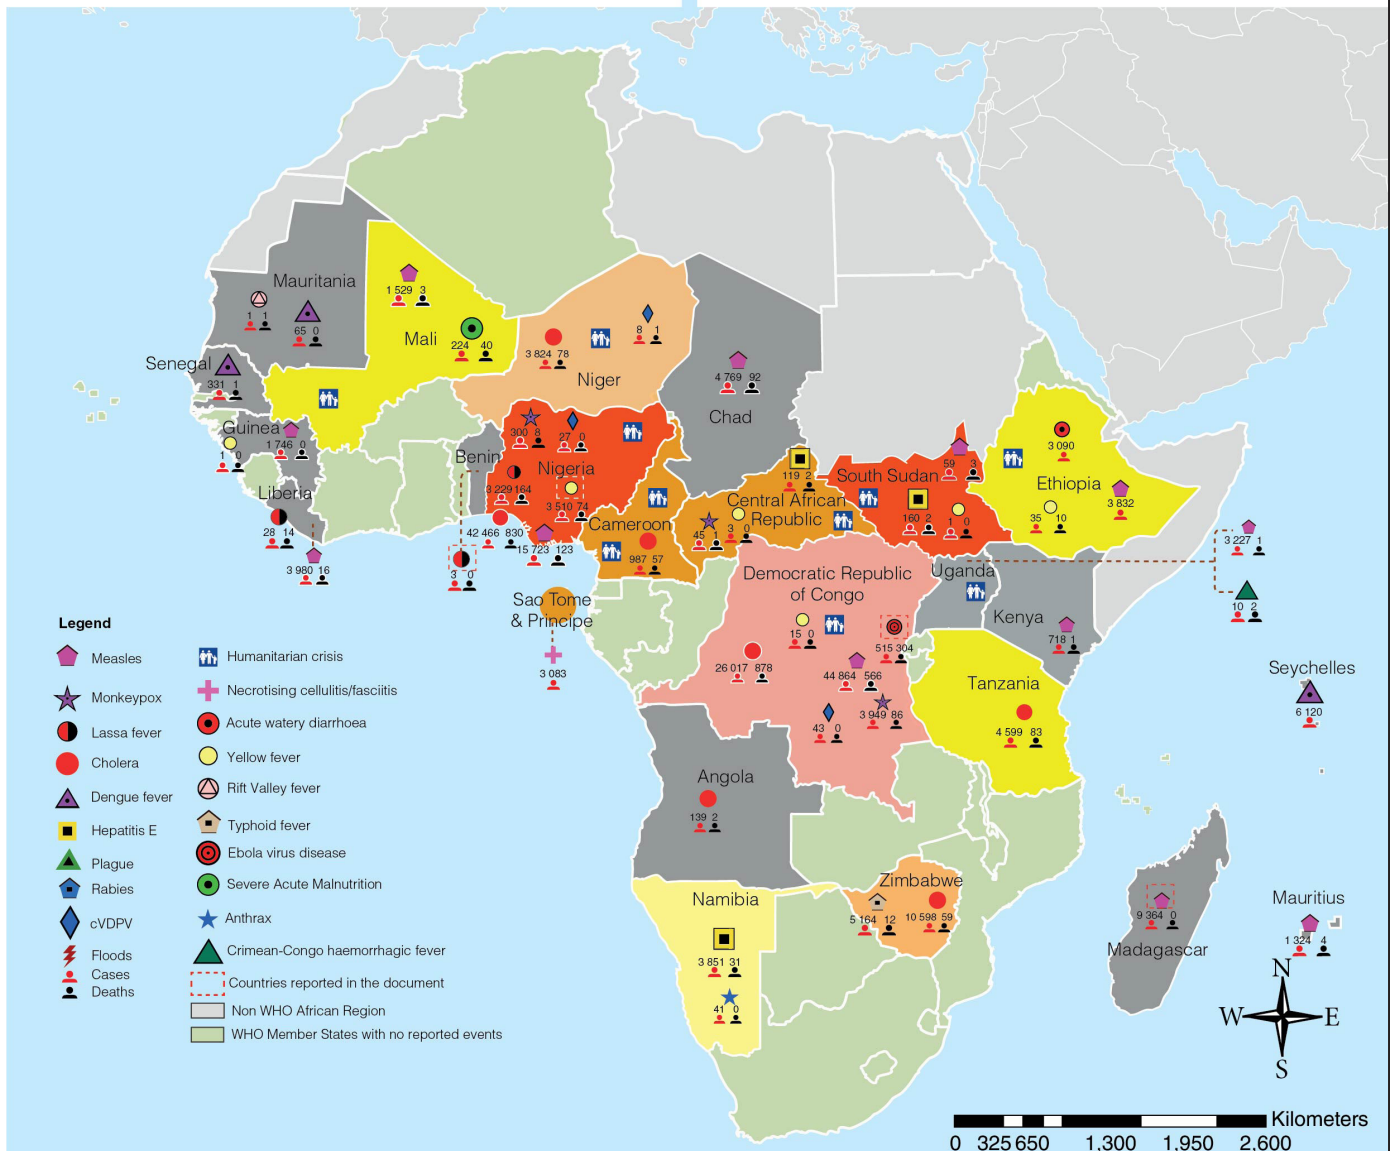 Mauritania
1 1
65 0
1 529 3
Mali
224 40
3 824 78
8 1
Niger
4 769 92
Chad
Senegal
331 1
Guinea
1 746 0
1 0
Liberia
28 14
3 980 16
Benin
3 0
300 8
27 0
Nigeria
3 229 164
3 510 74
42 466 830
15 723 123
Cameroon
987 57
119 2
Central African
Republic
45 1
3 0
South Sudan
59 3
160 2
1 0
3 090
Ethiopia
3 832
35 10
3 227 1
10 2
Uganda
Kenya
718 1
Sao Tome
& Principe
3 083
Democratic Republic
of Congo
15 0
515 304
26 017 878
44 864 566
3 949 86
43 0
Tanzania
4 599 83
Seychelles
6 120
Angola
139 2
Zimbabwe
5 164 12
10 598 59
Namibia
3 851 31
41 0
9 364 0
Madagascar
Mauritius
1 324 4
Legend
Measles
Monkeypox
Lassa fever
Cholera
Dengue fever
Hepatitis E
Plague
Rabies
cVDPV
Floods
Cases
Deaths
Humanitarian crisis
Necrotising cellulitis/fasciitis
Acute watery diarrhoea
Yellow fever
Rift Valley fever
Typhoid fever
Ebola virus disease
Severe Acute Malnutrition
Anthrax
Crimean-Congo haemorrhagic fever
Countries reported in the document
Non WHO African Region
WHO Member States with no reported events
N
W E
S
Kilometers
0 325 650 1,300 1,950 2,600